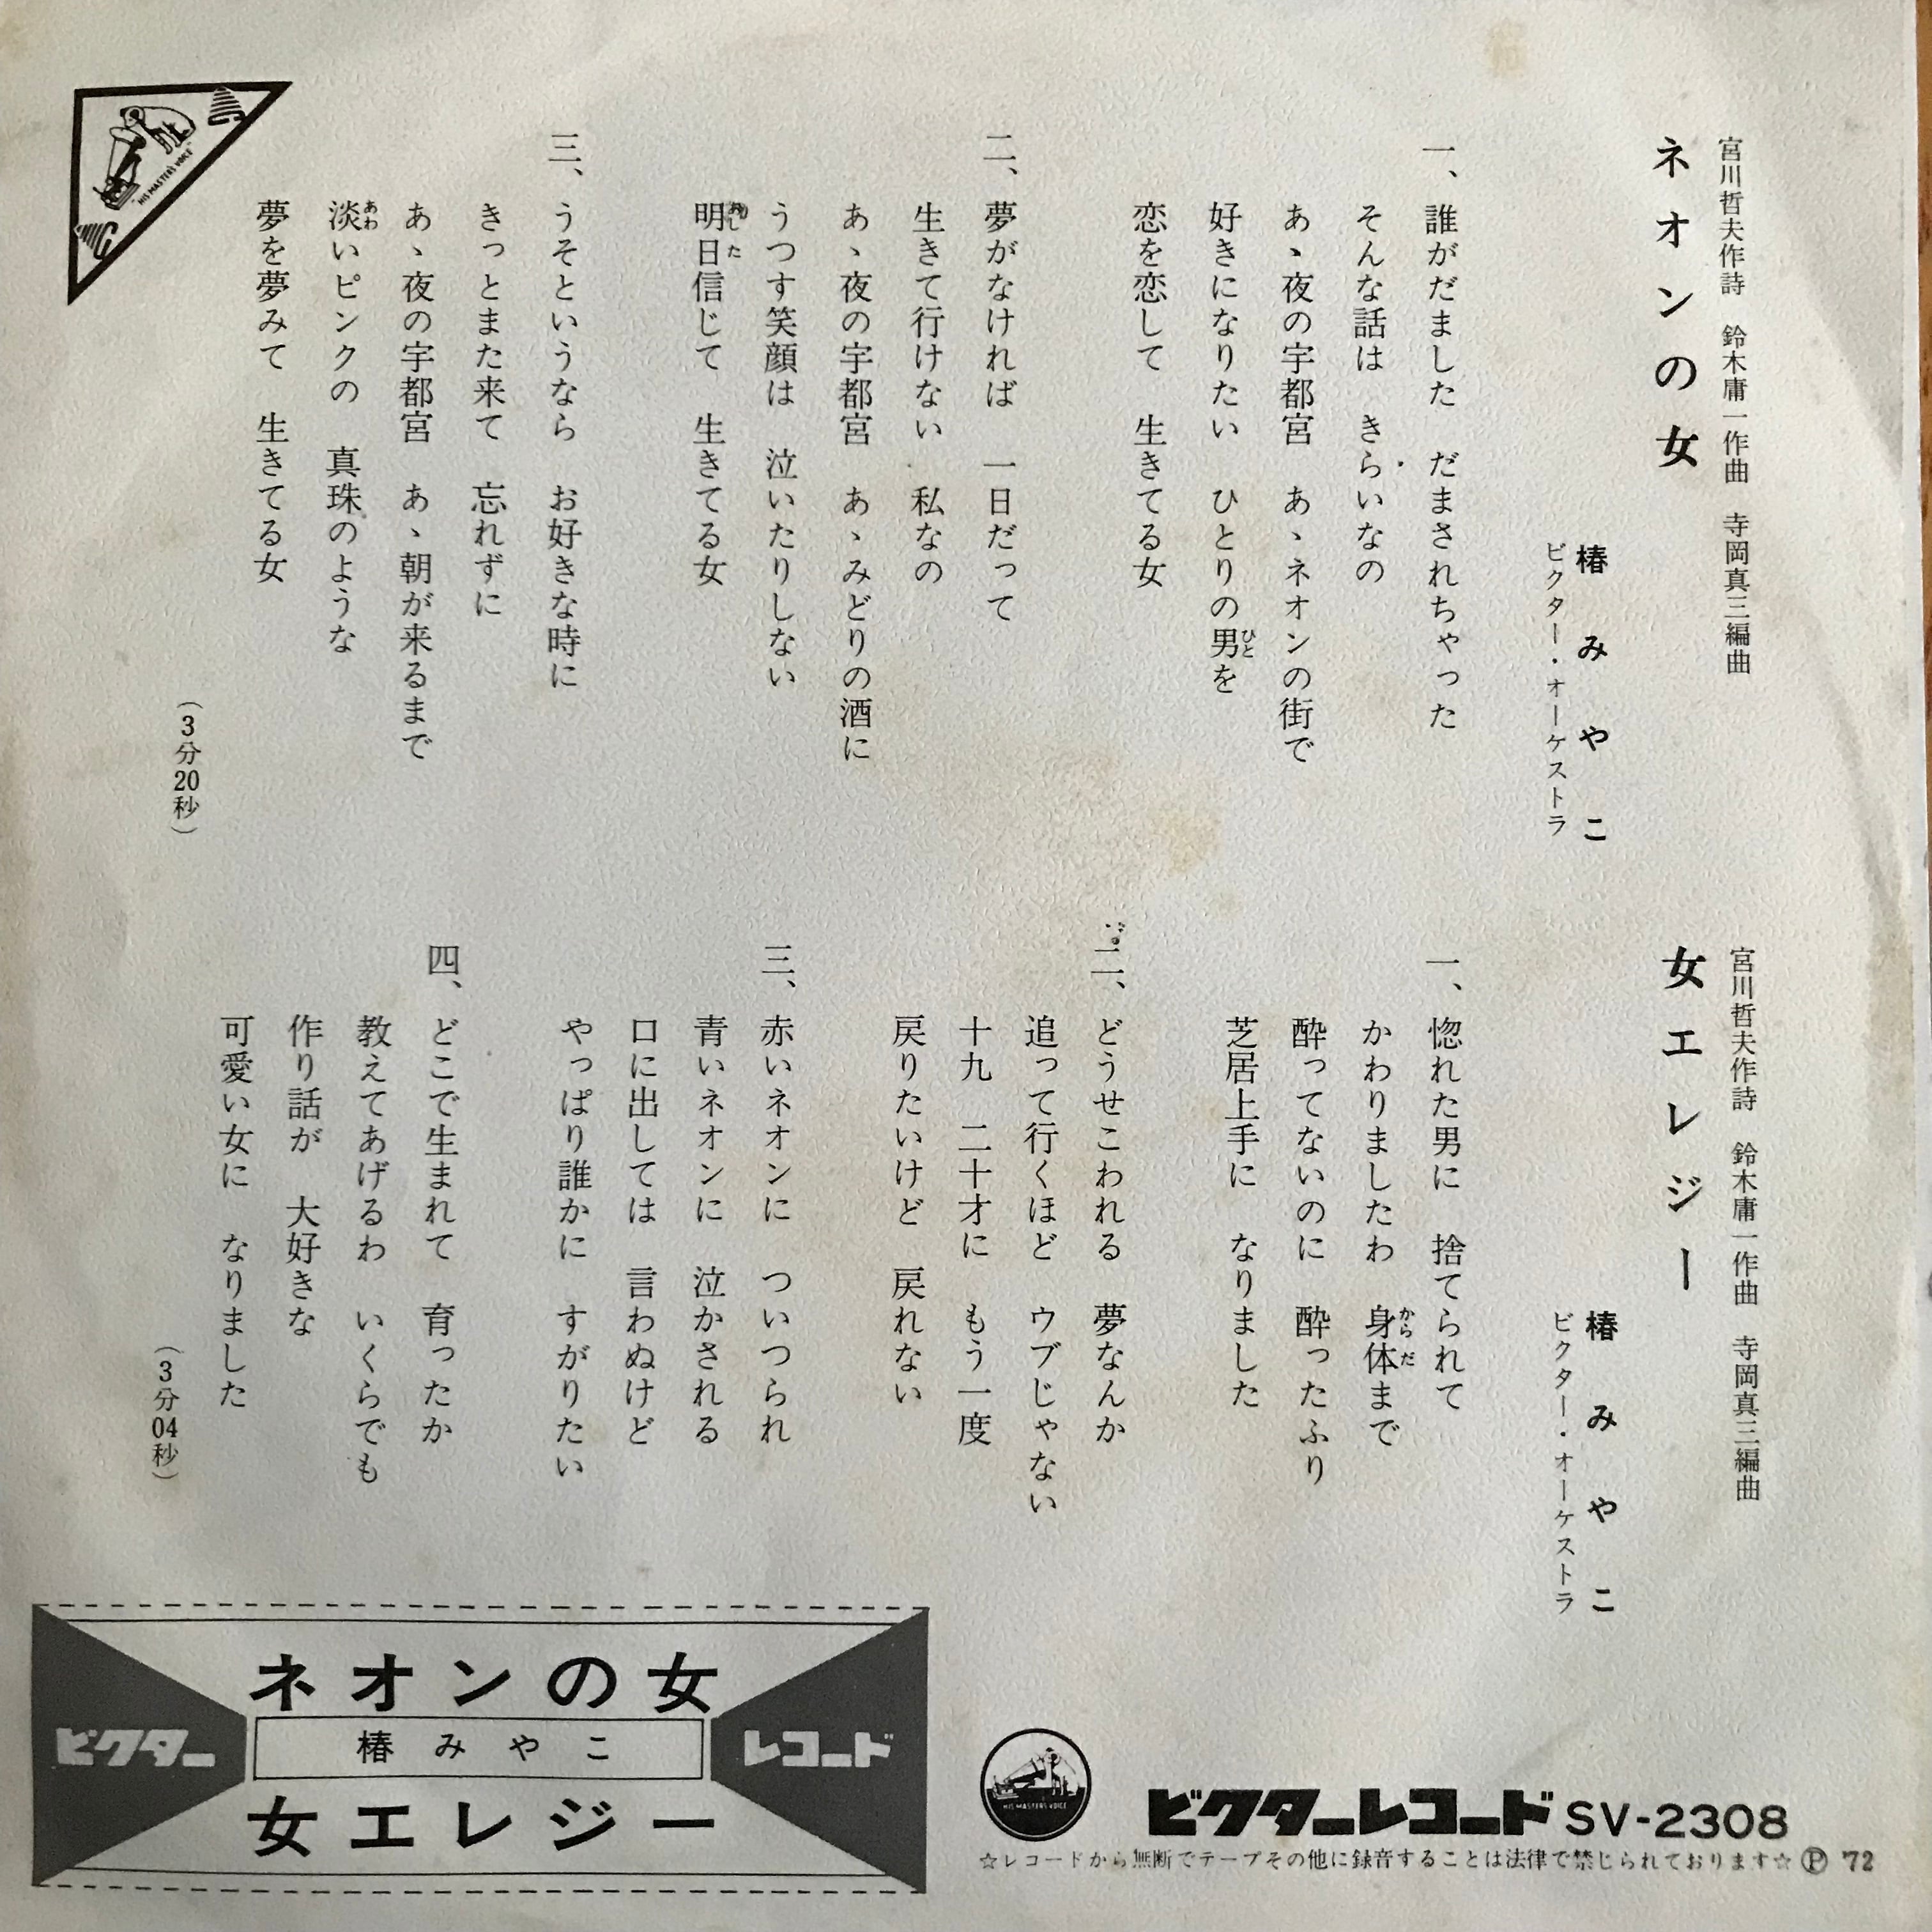 宮川哲夫作詩 鈴木庸一作曲 寺岡真三編曲
ネオンの女
椿みやこ
ビクター・オーケストラ
一、誰がだました だまされちゃった
そんな話は きらいなの
あゝ夜の宇都宮 あゝネオンの街で
好きになりたい ひとりの男(ひと)を
恋を恋して 生きてる女
二、夢がなければ 一日だって
生きて行けない 私なの
あゝ夜の宇都宮 あゝみどりの酒に
うつす笑顔は 泣いたりしない
明日(あした)信じて 生きてる女
三、うそというなら お好きな時に
きっとまた来て 忘れずに
あゝ夜の宇都宮 あゝ朝が来るまで
淡(あわ)いピンクの 真珠のような
夢を夢みて 生きてる女
(3分20秒)
宮川哲夫作詩 鈴木庸一作曲 寺岡真三編曲
女エレジー
椿みやこ
ビクター・オーケストラ
一、惚れた男に 捨てられて
かわりましたわ 身体(からだ)まで
酔ってないのに 酔ったふり
芝居上手に なりました
二、どうせこわれる 夢なんか
追って行くほど ウブじゃない
十九 二十才に もう一度
戻りたいけど 戻れない
三、赤いネオンに ついつられ
青いネオンに 泣かされる
口に出しては 言わぬけど
やっぱり誰かに すがりたい
四、どこで生まれて 育ったか
教えてあげるわ いくらでも
作り話が 大好きな
可愛い女に なりました
(3分04秒)
ネオンの女
ビクター 椿みやこ レコード
女エレジー
HIS MASTER'S VOICE
HIS MASTERS VOICE
ビクターレコード SV-2308
☆レコードから無断でテープその他に録音することは法律で禁じられております☆ Ⓟ 72